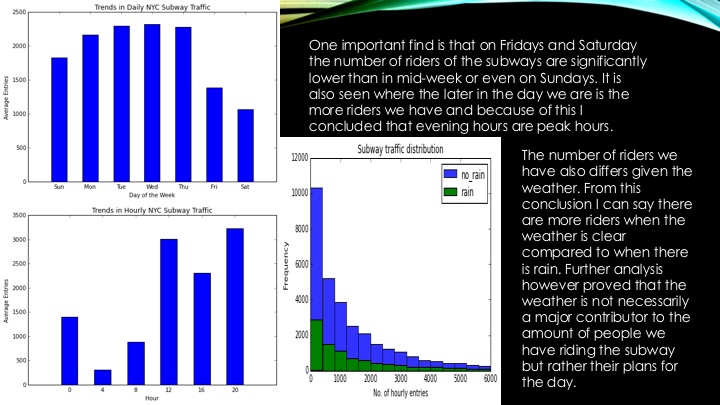 Trends in Daily NYC Subway Traffic
2500
2000
1500
1000
500
0
Average Entries
Sun Mon Tue Wed Thu Fri Sat
Day of the Week
Trends in Hourly NYC Subway Traffic
3500
3000
2500
2000
1500
1000
500
0
Average Entries
0 4 8 12 16 20
Hour
One important find is that on Fridays and Saturday
the number of riders of the subways are significantly
lower than in mid-week or even on Sundays. It is
also seen where the later in the day we are is the
more riders we have and because of this I
concluded that evening hours are peak hours.
Subway traffic distribution
12000
10000
8000
6000
4000
2000
0
Frequency
no_rain
rain
0 1000 2000 3000 4000 5000 6000
No. of hourly entries
The number of riders we
have also differs given the
weather. From this
conclusion I can say there
are more riders when the
weather is clear
compared to when there
is rain. Further analysis
however proved that the
weather is not necessarily
a major contributor to the
amount of people we
have riding the subway
but rather their plans for
the day.